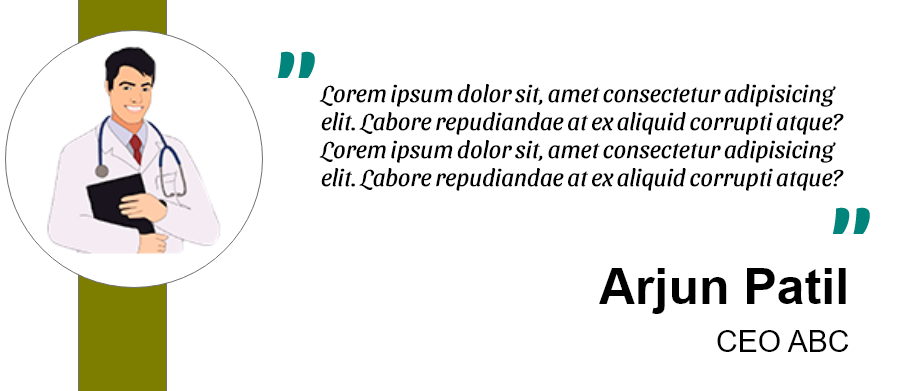 "
Lorem ipsum dolor sit, amet consectetur adipisicing
elit. Labore repudiandae at ex aliquid corrupti atque?
Lorem ipsum dolor sit, amet consectetur adipisicing
elit. Labore repudiandae at ex aliquid corrupti atque?
"
Arjun Patil
CEO ABC